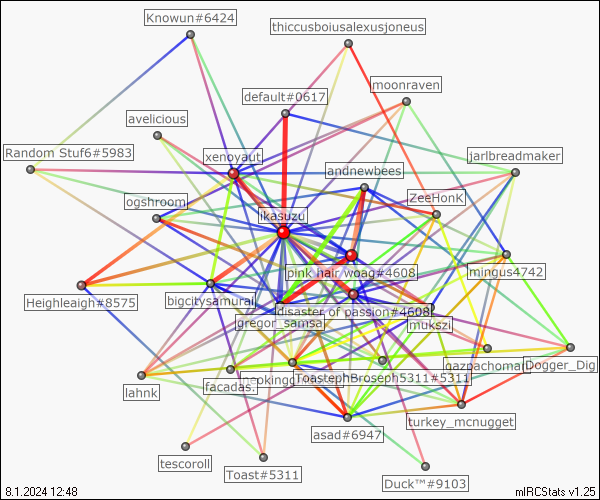 Knowun#6424
thiccusboiusalexusjoneus
moonraven
default#0617
avelicious
Random Stuf6#5983
xenoyaut.
jarlbreadmaker
andnewbees
ogshroom
ZeeHonK
ikasuzu
pink hair woag#4608
mingus4742
Heighleaigh#8575
bigcitysamurai
disaster of passion#4608
gregor_samsa
mukszi
gazpachoman
Dogger_Dig
ToastephBroseph5311#5311
lahnk
facadas.
turkey_mcnugget
asad#6947
tescoroll
Toast#5311
Duck™#9103
8.1.2024 12:48
mIRCStats v1.25